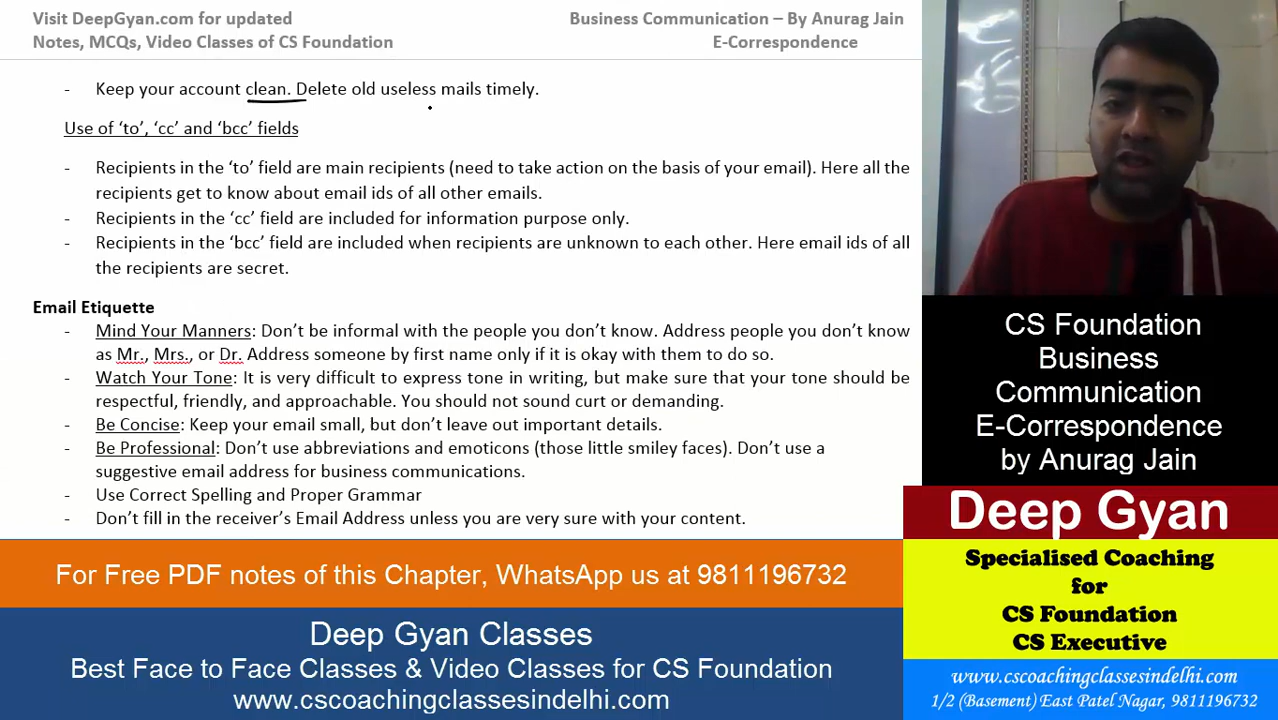 Visit DeepGyan.com for updated
Notes, MCQs, Video Classes of CS Foundation
Business Communication – By Anurag Jain
E-Correspondence
- Keep your account clean. Delete old useless mails timely.
Use of ‘to’, ‘cc’ and ‘bcc’ fields
- Recipients in the ‘to’ field are main recipients (need to take action on the basis of your email). Here all the
recipients get to know about email ids of all other emails.
- Recipients in the ‘cc’ field are included for information purpose only.
- Recipients in the ‘bcc’ field are included when recipients are unknown to each other. Here email ids of all
the recipients are secret.
Email Etiquette
- Mind Your Manners: Don’t be informal with the people you don’t know. Address people you don’t know
as Mr., Mrs., or Dr. Address someone by first name only if it is okay with them to do so.
- Watch Your Tone: It is very difficult to express tone in writing, but make sure that your tone should be
respectful, friendly, and approachable. You should not sound curt or demanding.
- Be Concise: Keep your email small, but don’t leave out important details.
- Be Professional: Don’t use abbreviations and emoticons (those little smiley faces). Don’t use a
suggestive email address for business communications.
- Use Correct Spelling and Proper Grammar
- Don’t fill in the receiver’s Email Address unless you are very sure with your content.
CS Foundation
Business
Communication
E-Correspondence
by Anurag Jain
Deep Gyan
Specialised Coaching
for
CS Foundation
CS Executive
www.cscoachingclassesindelhi.com
1/2 (Basement) East Patel Nagar, 9811196732
For Free PDF notes of this Chapter, WhatsApp us at 9811196732
Deep Gyan Classes
Best Face to Face Classes & Video Classes for CS Foundation
www.cscoachingclassesindelhi.com